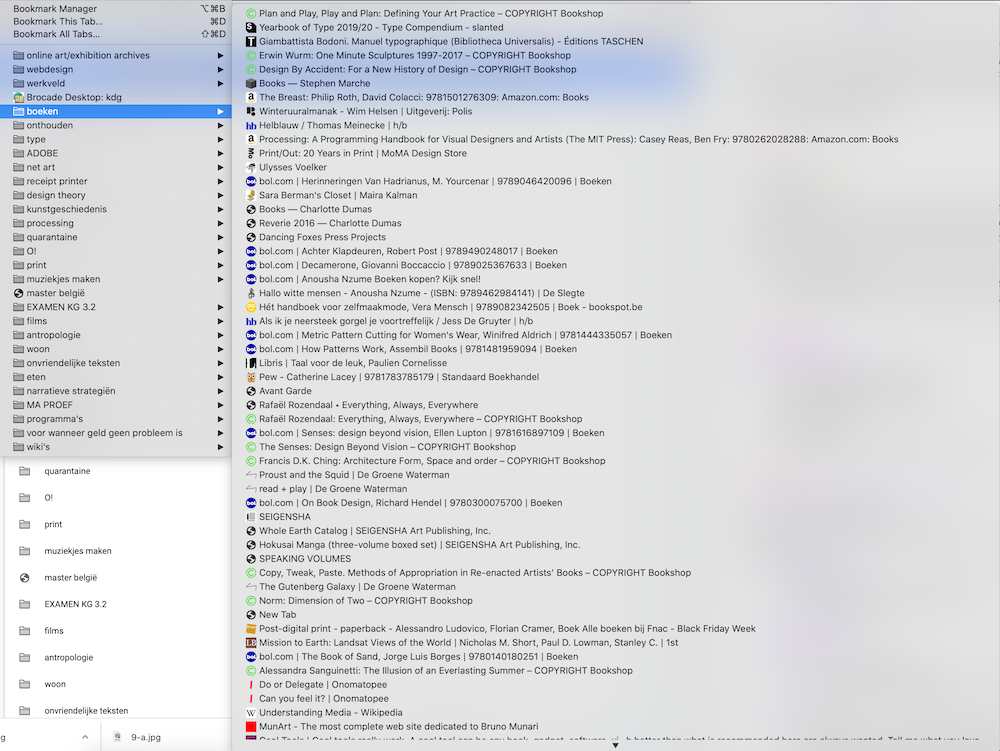 Bookmark Manager ⌥⌘B
Bookmark This Tab... ⌘D
Bookmark All Tabs... ⇧⌘D
online art/exhibition archives
webdesign
werkveld
Brocade Desktop: kdg
boeken
onthouden
type
ADOBE
net art
receipt printer
design theory
kunstgeschiedenis
processing
quarantaine
O!
print
muziekjes maken
master belgië
EXAMEN KG 3.2
films
antropologie
woon
onvriendelijke teksten
eten
narratieve strategiën
MA PROEF
programma's
voor wanneer geld geen probleem is
wiki's
quarantaine
O!
print
muziekjes maken
master belgië
EXAMEN KG 3.2
films
antropologie
woon
onvriendelijke teksten
g
9-a.jpg
Plan and Play, Play and Plan: Defining Your Art Practice – COPYRIGHT Bookshop
Yearbook of Type 2019/20 - Type Compendium - slanted
Giambattista Bodoni. Manuel typographique (Bibliotheca Universalis) - Éditions TASCHEN
Erwin Wurm: One Minute Sculptures 1997-2017 – COPYRIGHT Bookshop
Design By Accident: For a New History of Design – COPYRIGHT Bookshop
Books — Stephen Marche
The Breast: Philip Roth, David Colacci: 9781501276309: Amazon.com: Books
Winteruuralmanak - Wim Helsen | Uitgeverij: Polis
Helblauw / Thomas Meinecke | h/b
Processing: A Programming Handbook for Visual Designers and Artists (The MIT Press): Casey Reas, Ben Fry: 9780262028288: Amazon.com: Books
Print/Out: 20 Years in Print | MoMA Design Store
Ulysses Voelker
bol.com | Herinneringen Van Hadrianus, M. Yourcenar | 9789046420096 | Boeken
Sara Berman's Closet | Maira Kalman
Books — Charlotte Dumas
Reverie 2016 — Charlotte Dumas
Dancing Foxes Press Projects
bol.com | Achter Klapdeuren, Robert Post | 9789490248017 | Boeken
bol.com | Decamerone, Giovanni Boccaccio | 9789025367633 | Boeken
bol.com | Anousha Nzume Boeken kopen? Kijk snel!
Hallo witte mensen - Anousha Nzume - (ISBN: 9789462984141) | De Slegte
Hét handboek voor zelfmaakmode, Vera Mensch | 9789082342505 | Boek - bookspot.be
Als ik je neersteek gorgel je voortreffelijk / Jess De Gruyter | h/b
bol.com | Metric Pattern Cutting for Women's Wear, Winifred Aldrich | 9781444335057 | Boeken
bol.com | How Patterns Work, Assembil Books | 9781481959094 | Boeken
Libris | Taal voor de leuk, Paulien Cornelisse
Pew - Catherine Lacey | 9781783785179 | Standaard Boekhandel
Avant Garde
Rafaël Rozendaal • Everything, Always, Everywhere
Rafaël Rozendaal: Everything, Always, Everywhere – COPYRIGHT Bookshop
bol.com | Senses: design beyond vision, Ellen Lupton | 9781616897109 | Boeken
The Senses: Design Beyond Vision – COPYRIGHT Bookshop
Francis D.K. Ching: Architecture Form, Space and order – COPYRIGHT Bookshop
Proust and the Squid | De Groene Waterman
read + play | De Groene Waterman
bol.com | On Book Design, Richard Hendel | 9780300075700 | Boeken
SEIGENSHA
Whole Earth Catalog | SEIGENSHA Art Publishing, Inc.
Hokusai Manga (three-volume boxed set) | SEIGENSHA Art Publishing, Inc.
SPEAKING VOLUMES
Copy, Tweak, Paste. Methods of Appropriation in Re-enacted Artists' Books – COPYRIGHT Bookshop
The Gutenberg Galaxy | De Groene Waterman
Norm: Dimension of Two – COPYRIGHT Bookshop
New Tab
Post-digital print - paperback - Alessandro Ludovico, Florian Cramer, Boek Alle boeken bij Fnac - Black Friday Week
Mission to Earth: Landsat Views of the World | Nicholas M. Short, Paul D. Lowman, Stanley C. | 1st
bol.com | The Book of Sand, Jorge Luis Borges | 9780140180251 | Boeken
Alessandra Sanguinetti: The Illusion of an Everlasting Summer – COPYRIGHT Bookshop
Do or Delegate | Onomatopee
Can you feel it? | Onomatopee
Understanding Media - Wikipedia
MunArt - The most complete web site dedicated to Bruno Munari